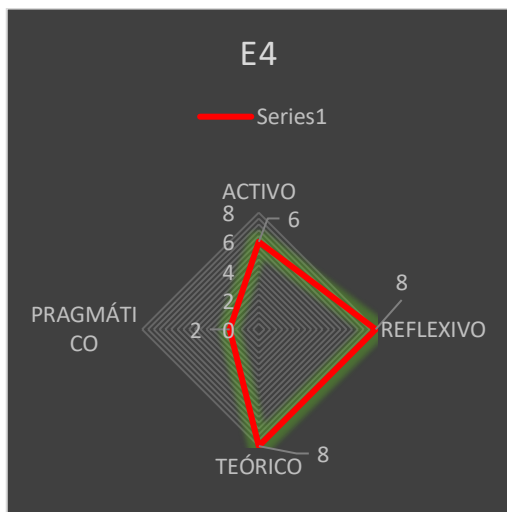 E4
Series1
ACTIVO
8
6
6
4
2
0
8
PRAGMÁTI
CO
2
REFLEXIVO
8
TEÓRICO